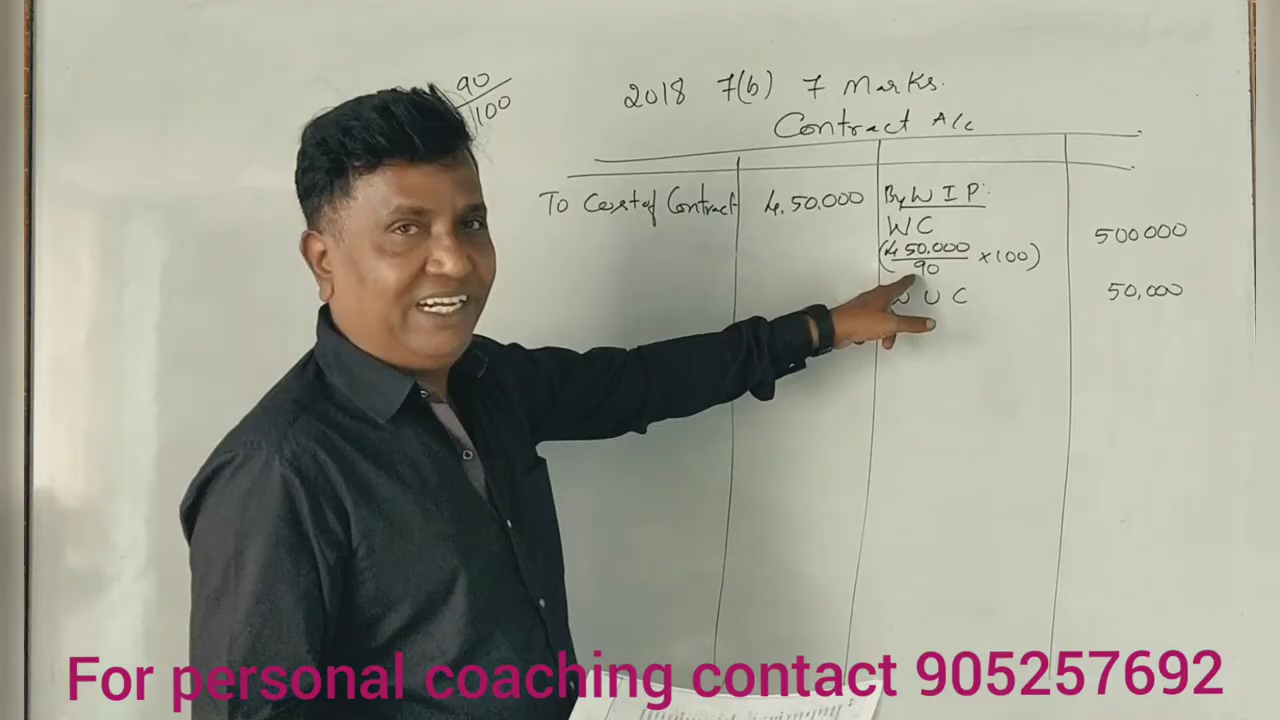 90
100
2018 7(b) 7 Marks.
Contract A/c
To Cost of Contract 4,50,000 By W I P:
WC 500000
(4,50,000 / 90 × 100)
W U C 50,000
For personal coaching contact 905257692